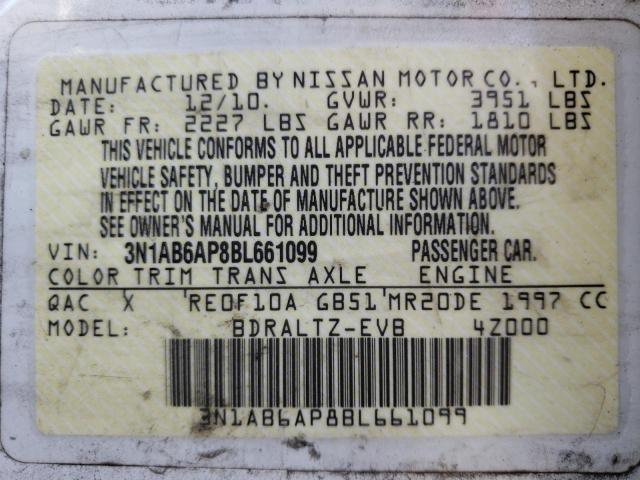 MANUFACTURED BY NISSAN MOTOR CO., LTD.
DATE: 12/10. GVWR: 3951 LBS
GAWR FR: 2227 LBS GAWR RR: 1810 LBS
THIS VEHICLE CONFORMS TO ALL APPLICABLE FEDERAL MOTOR
VEHICLE SAFETY, BUMPER AND THEFT PREVENTION STANDARDS
IN EFFECT ON THE DATE OF MANUFACTURE SHOWN ABOVE.
SEE OWNER'S MANUAL FOR ADDITIONAL INFORMATION.
VIN: 3N1AB6AP8BL661099 PASSENGER CAR.
COLOR TRIM TRANS AXLE ENGINE
QAC X RE0F10A GB51 MR20DE 1997 CC
MODEL: BDRALTZ-EVB 4Z000
3N1AB6AP8BL661099